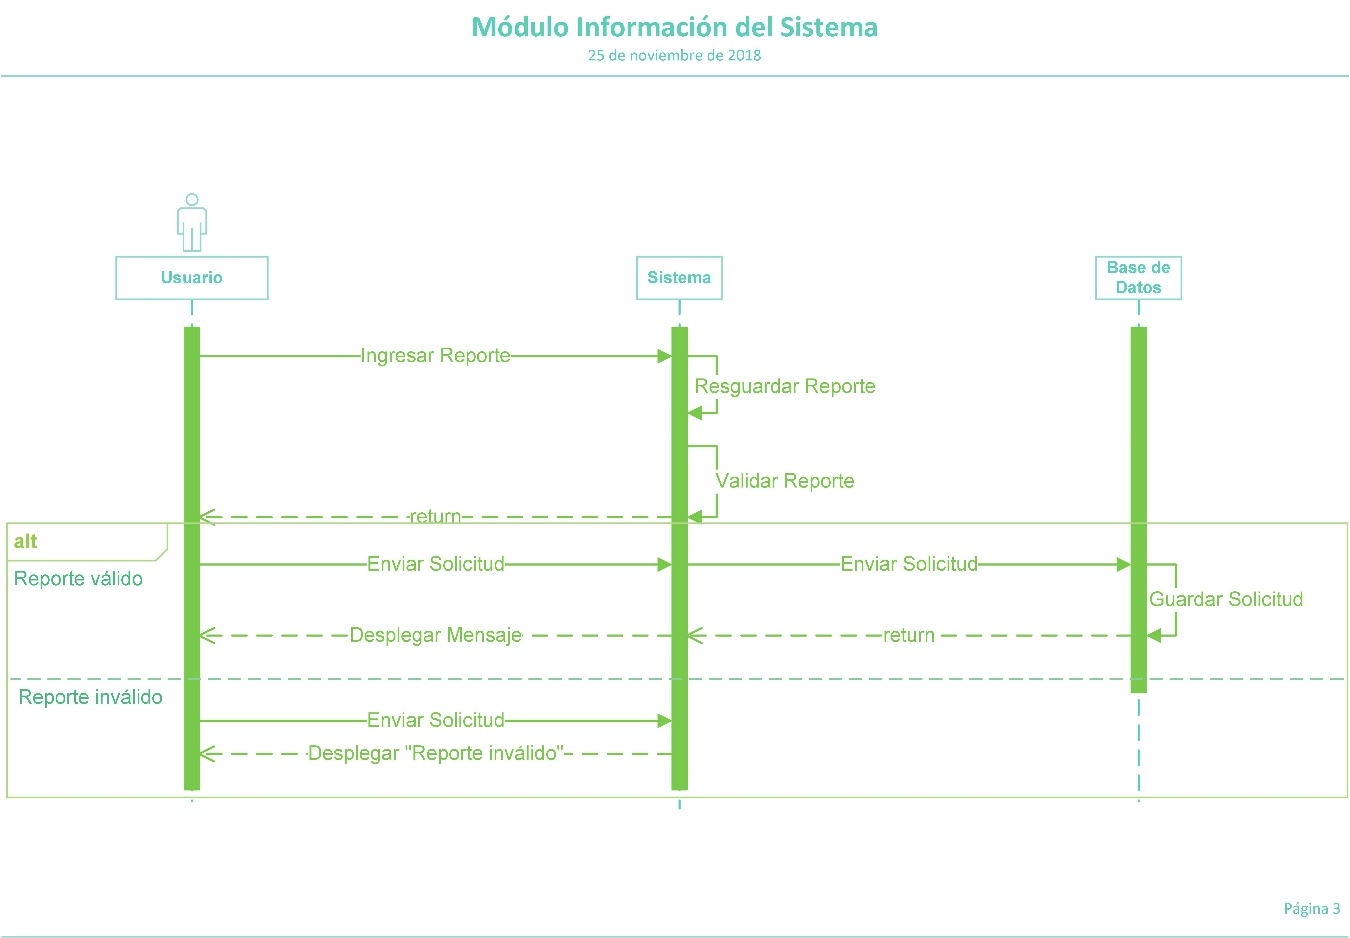 Módulo Información del Sistema
25 de noviembre de 2018
Usuario
Sistema
Base de
Datos
Ingresar Reporte
Resguardar Reporte
Validar Reporte
return
alt
Reporte válido
Enviar Solicitud
Enviar Solicitud
Guardar Solicitud
Desplegar Mensaje
return
Reporte inválido
Enviar Solicitud
Desplegar "Reporte inválido"
Página 3